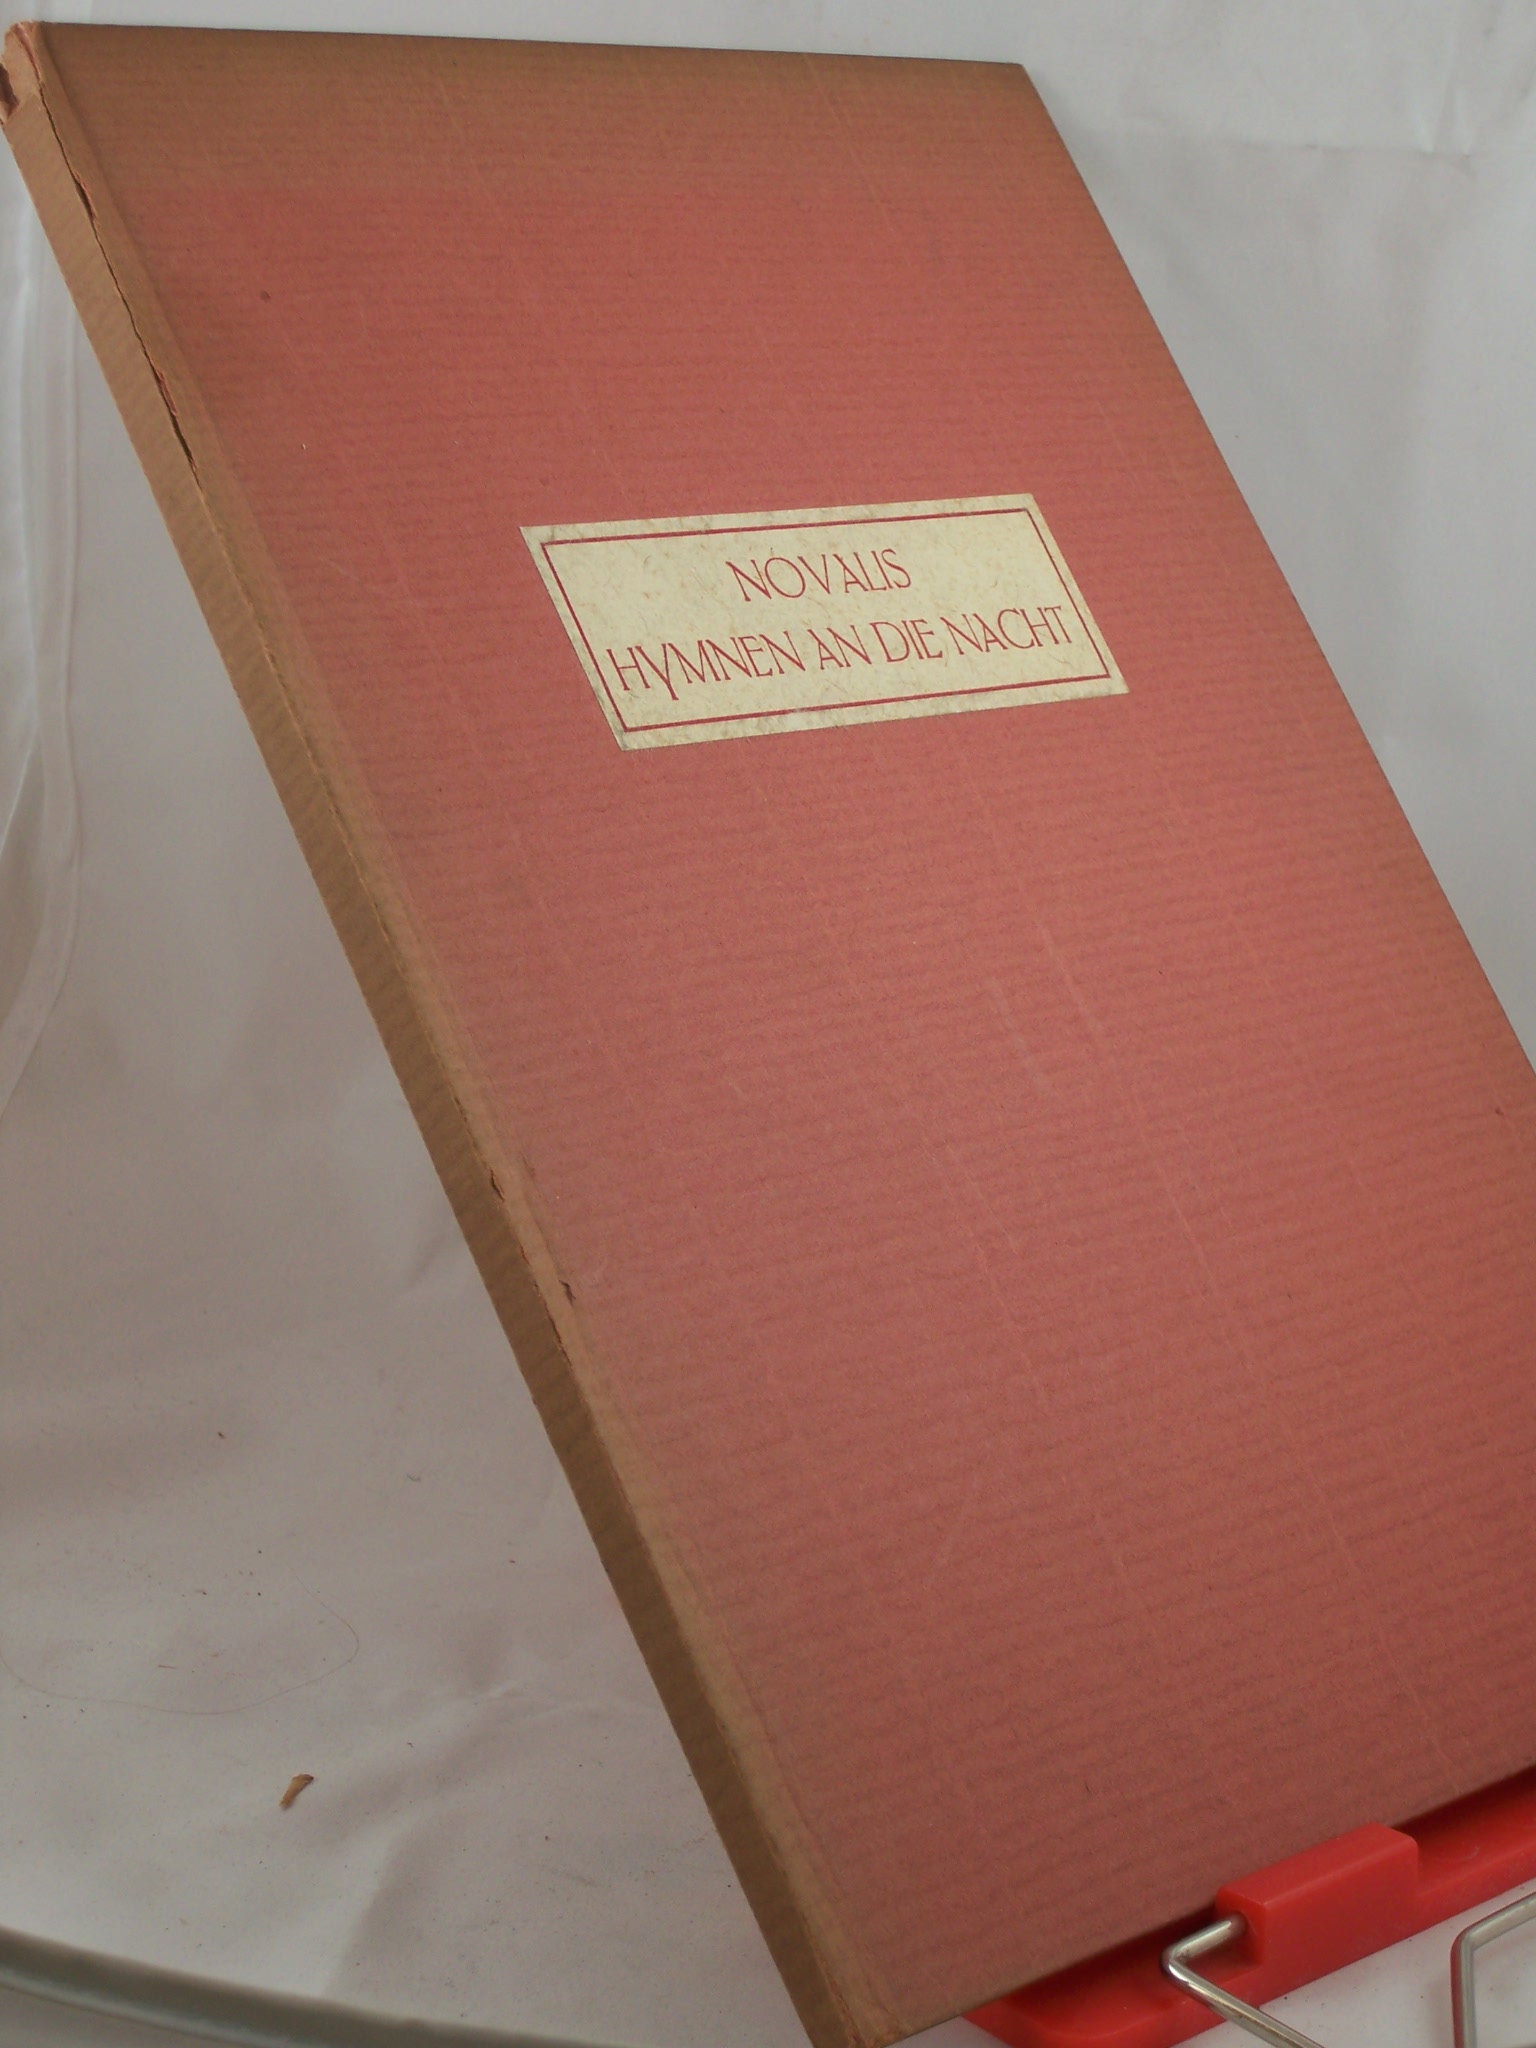 NOVALIS
HYMNEN AN DIE NACHT